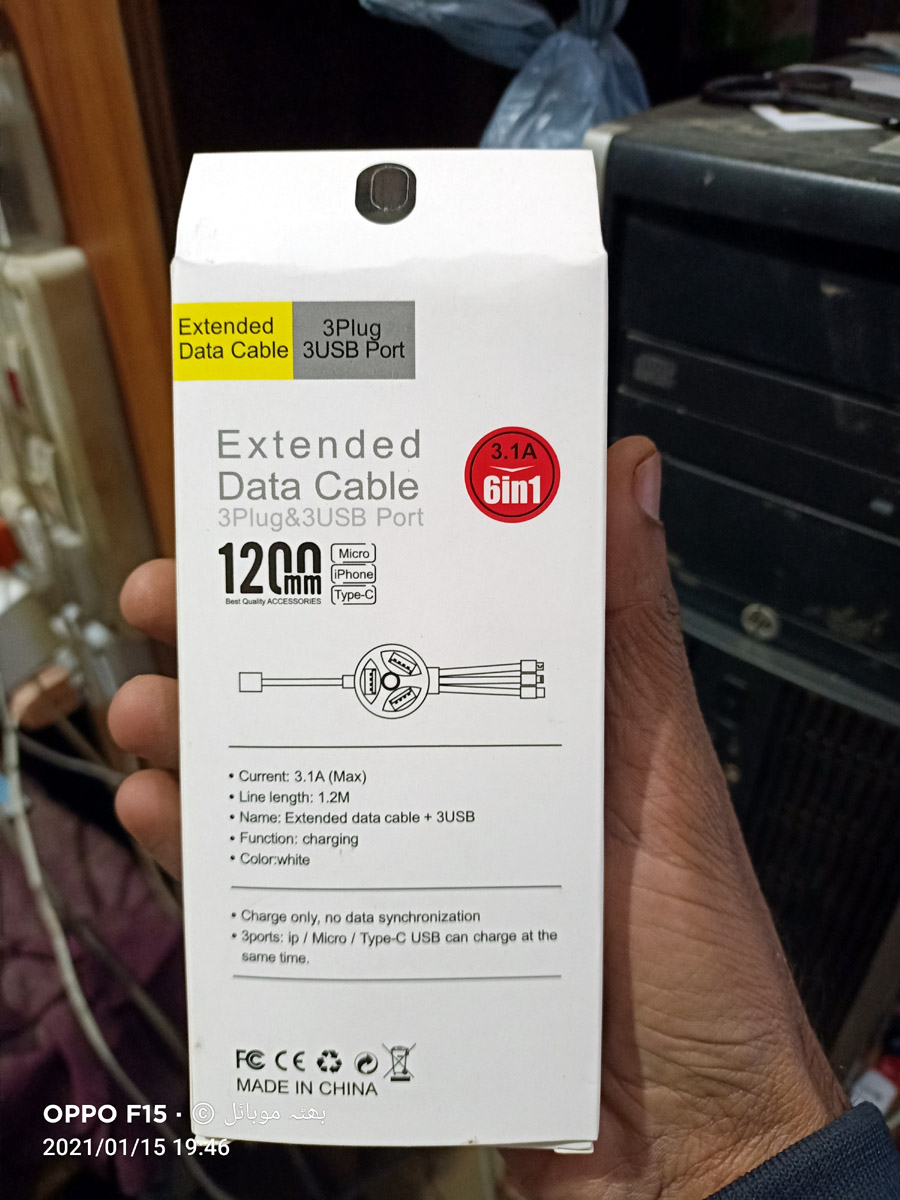 Extended
Data Cable
3Plug
3USB Port
Extended
Data Cable
3Plug&3USB Port
3.1A
6in1
1200mm
Best Quality ACCESSORIES
Micro
iPhone
Type-C
• Current: 3.1A (Max)
• Line length: 1.2M
• Name: Extended data cable + 3USB
• Function: charging
• Color:white
• Charge only, no data synchronization
• 3ports: ip / Micro / Type-C USB can charge at the
same time.
FC CE
MADE IN CHINA
hp
OPPO F15 · © بھٹہ موبائل
2021/01/15 19:46